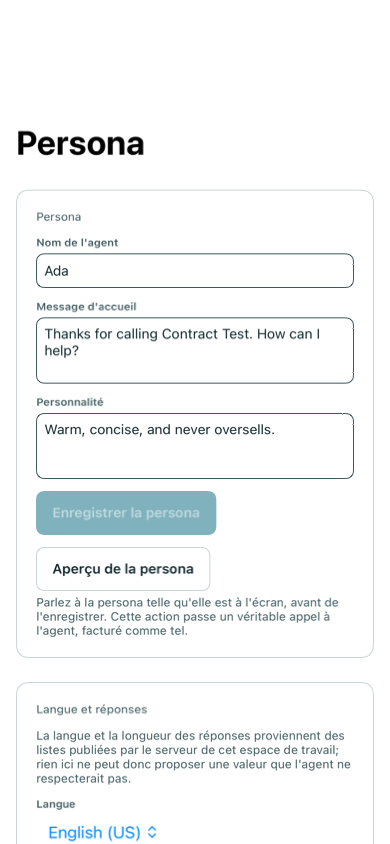 Persona
Persona
Nom de l'agent
Ada
Message d'accueil
Thanks for calling Contract Test. How can I
help?
Personnalité
Warm, concise, and never oversells.
Enregistrer la persona
Aperçu de la persona
Parlez à la persona telle qu'elle est à l'écran, avant de
l'enregistrer. Cette action passe un véritable appel à
l'agent, facturé comme tel.
Langue et réponses
La langue et la longueur des réponses proviennent des
listes publiées par le serveur de cet espace de travail;
rien ici ne peut donc proposer une valeur que l'agent ne
respecterait pas.
Langue
English (US)